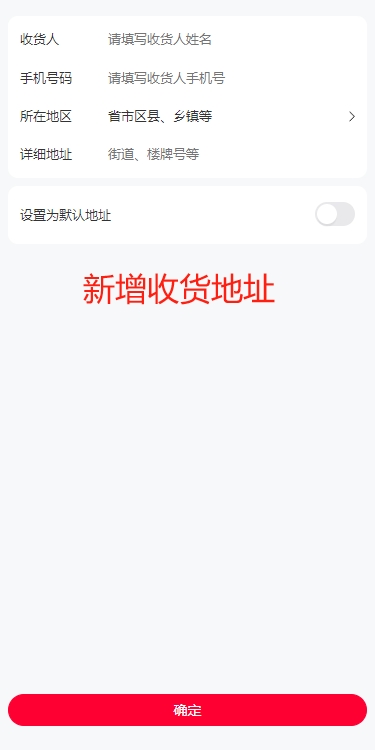 收货人 请填写收货人姓名
手机号码 请填写收货人手机号
所在地区 省市区县、乡镇等
详细地址 街道、楼牌号等
设置为默认地址
新增收货地址
确定